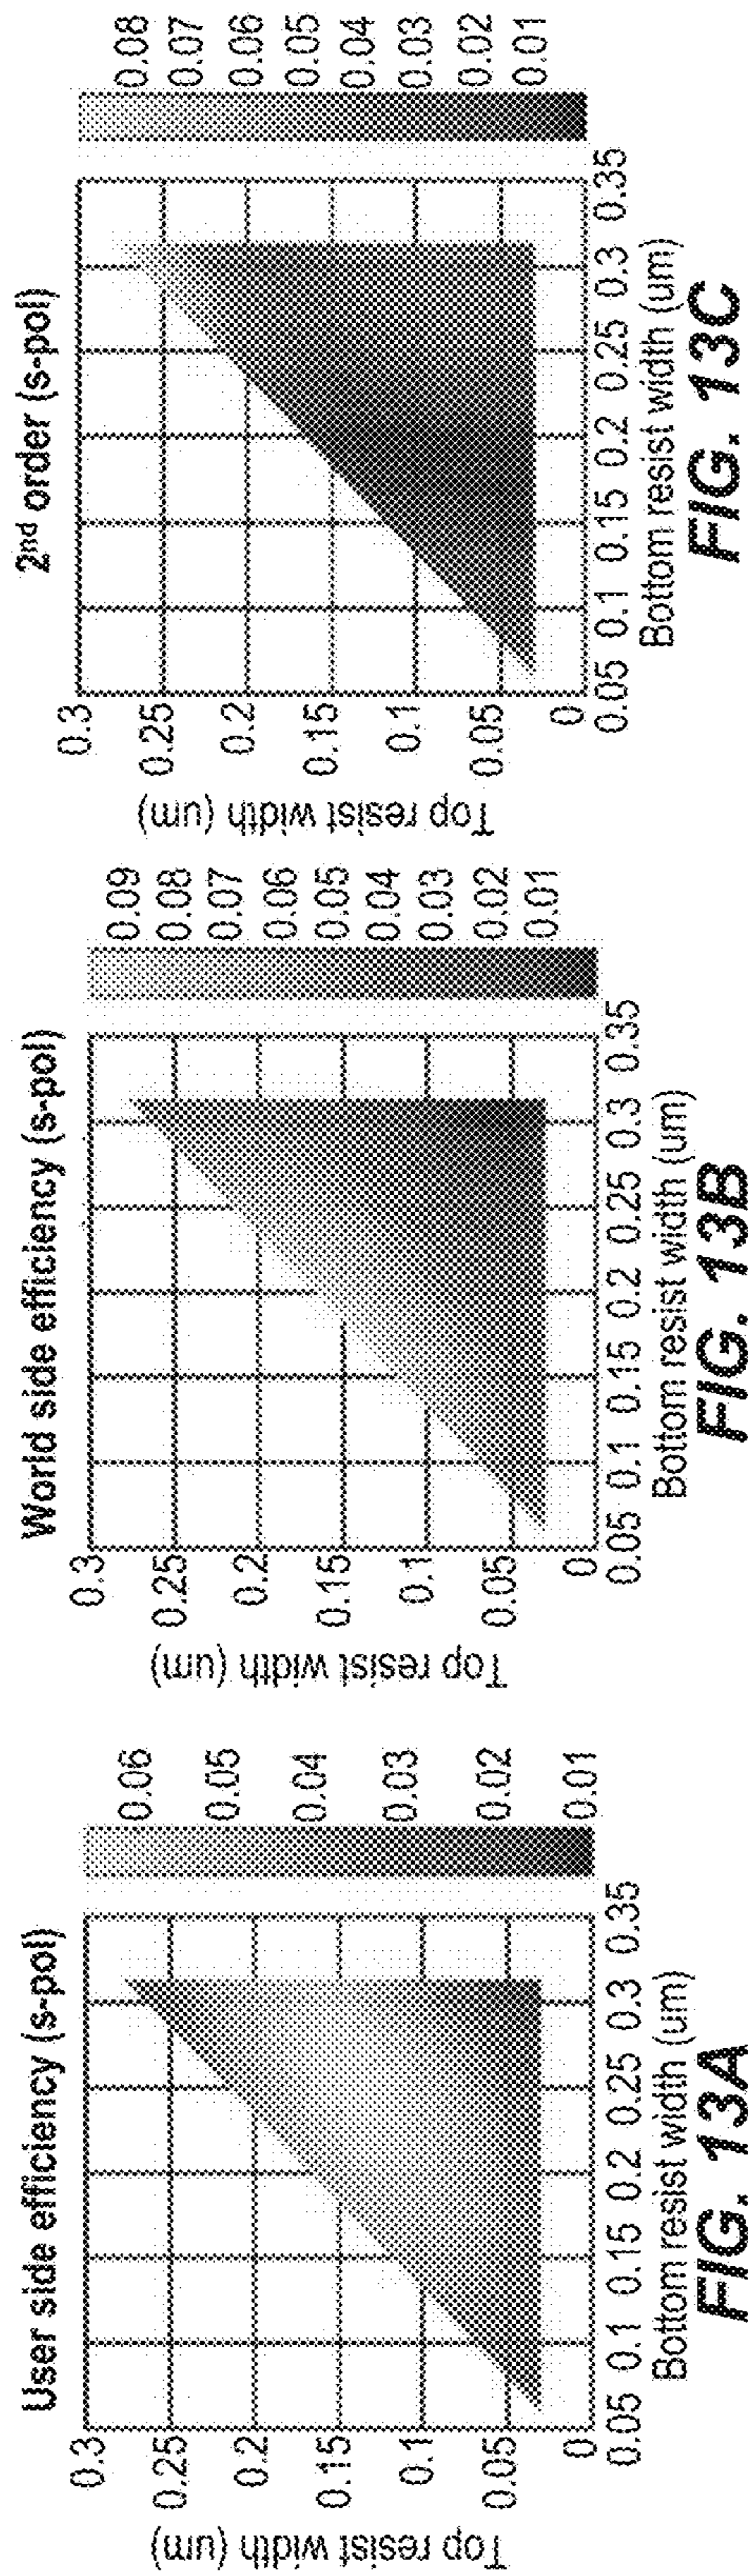 User side efficiency (s-pol)
0.3
0.25
0.2
0.15
0.1
0.05
0
Top resist width (um)
0.05 0.1 0.15 0.2 0.25 0.3 0.35
Bottom resist width (um)
0.06
0.05
0.04
0.03
0.02
0.01
FIG. 13A
World side efficiency (s-pol)
0.3
0.25
0.2
0.15
0.1
0.05
0
Top resist width (um)
0.05 0.1 0.15 0.2 0.25 0.3 0.35
Bottom resist width (um)
0.09
0.08
0.07
0.06
0.05
0.04
0.03
0.02
0.01
FIG. 13B
2nd order (s-pol)
0.3
0.25
0.2
0.15
0.1
0.05
0
Top resist width (um)
0.05 0.1 0.15 0.2 0.25 0.3 0.35
Bottom resist width (um)
0.08
0.07
0.06
0.05
0.04
0.03
0.02
0.01
FIG. 13C